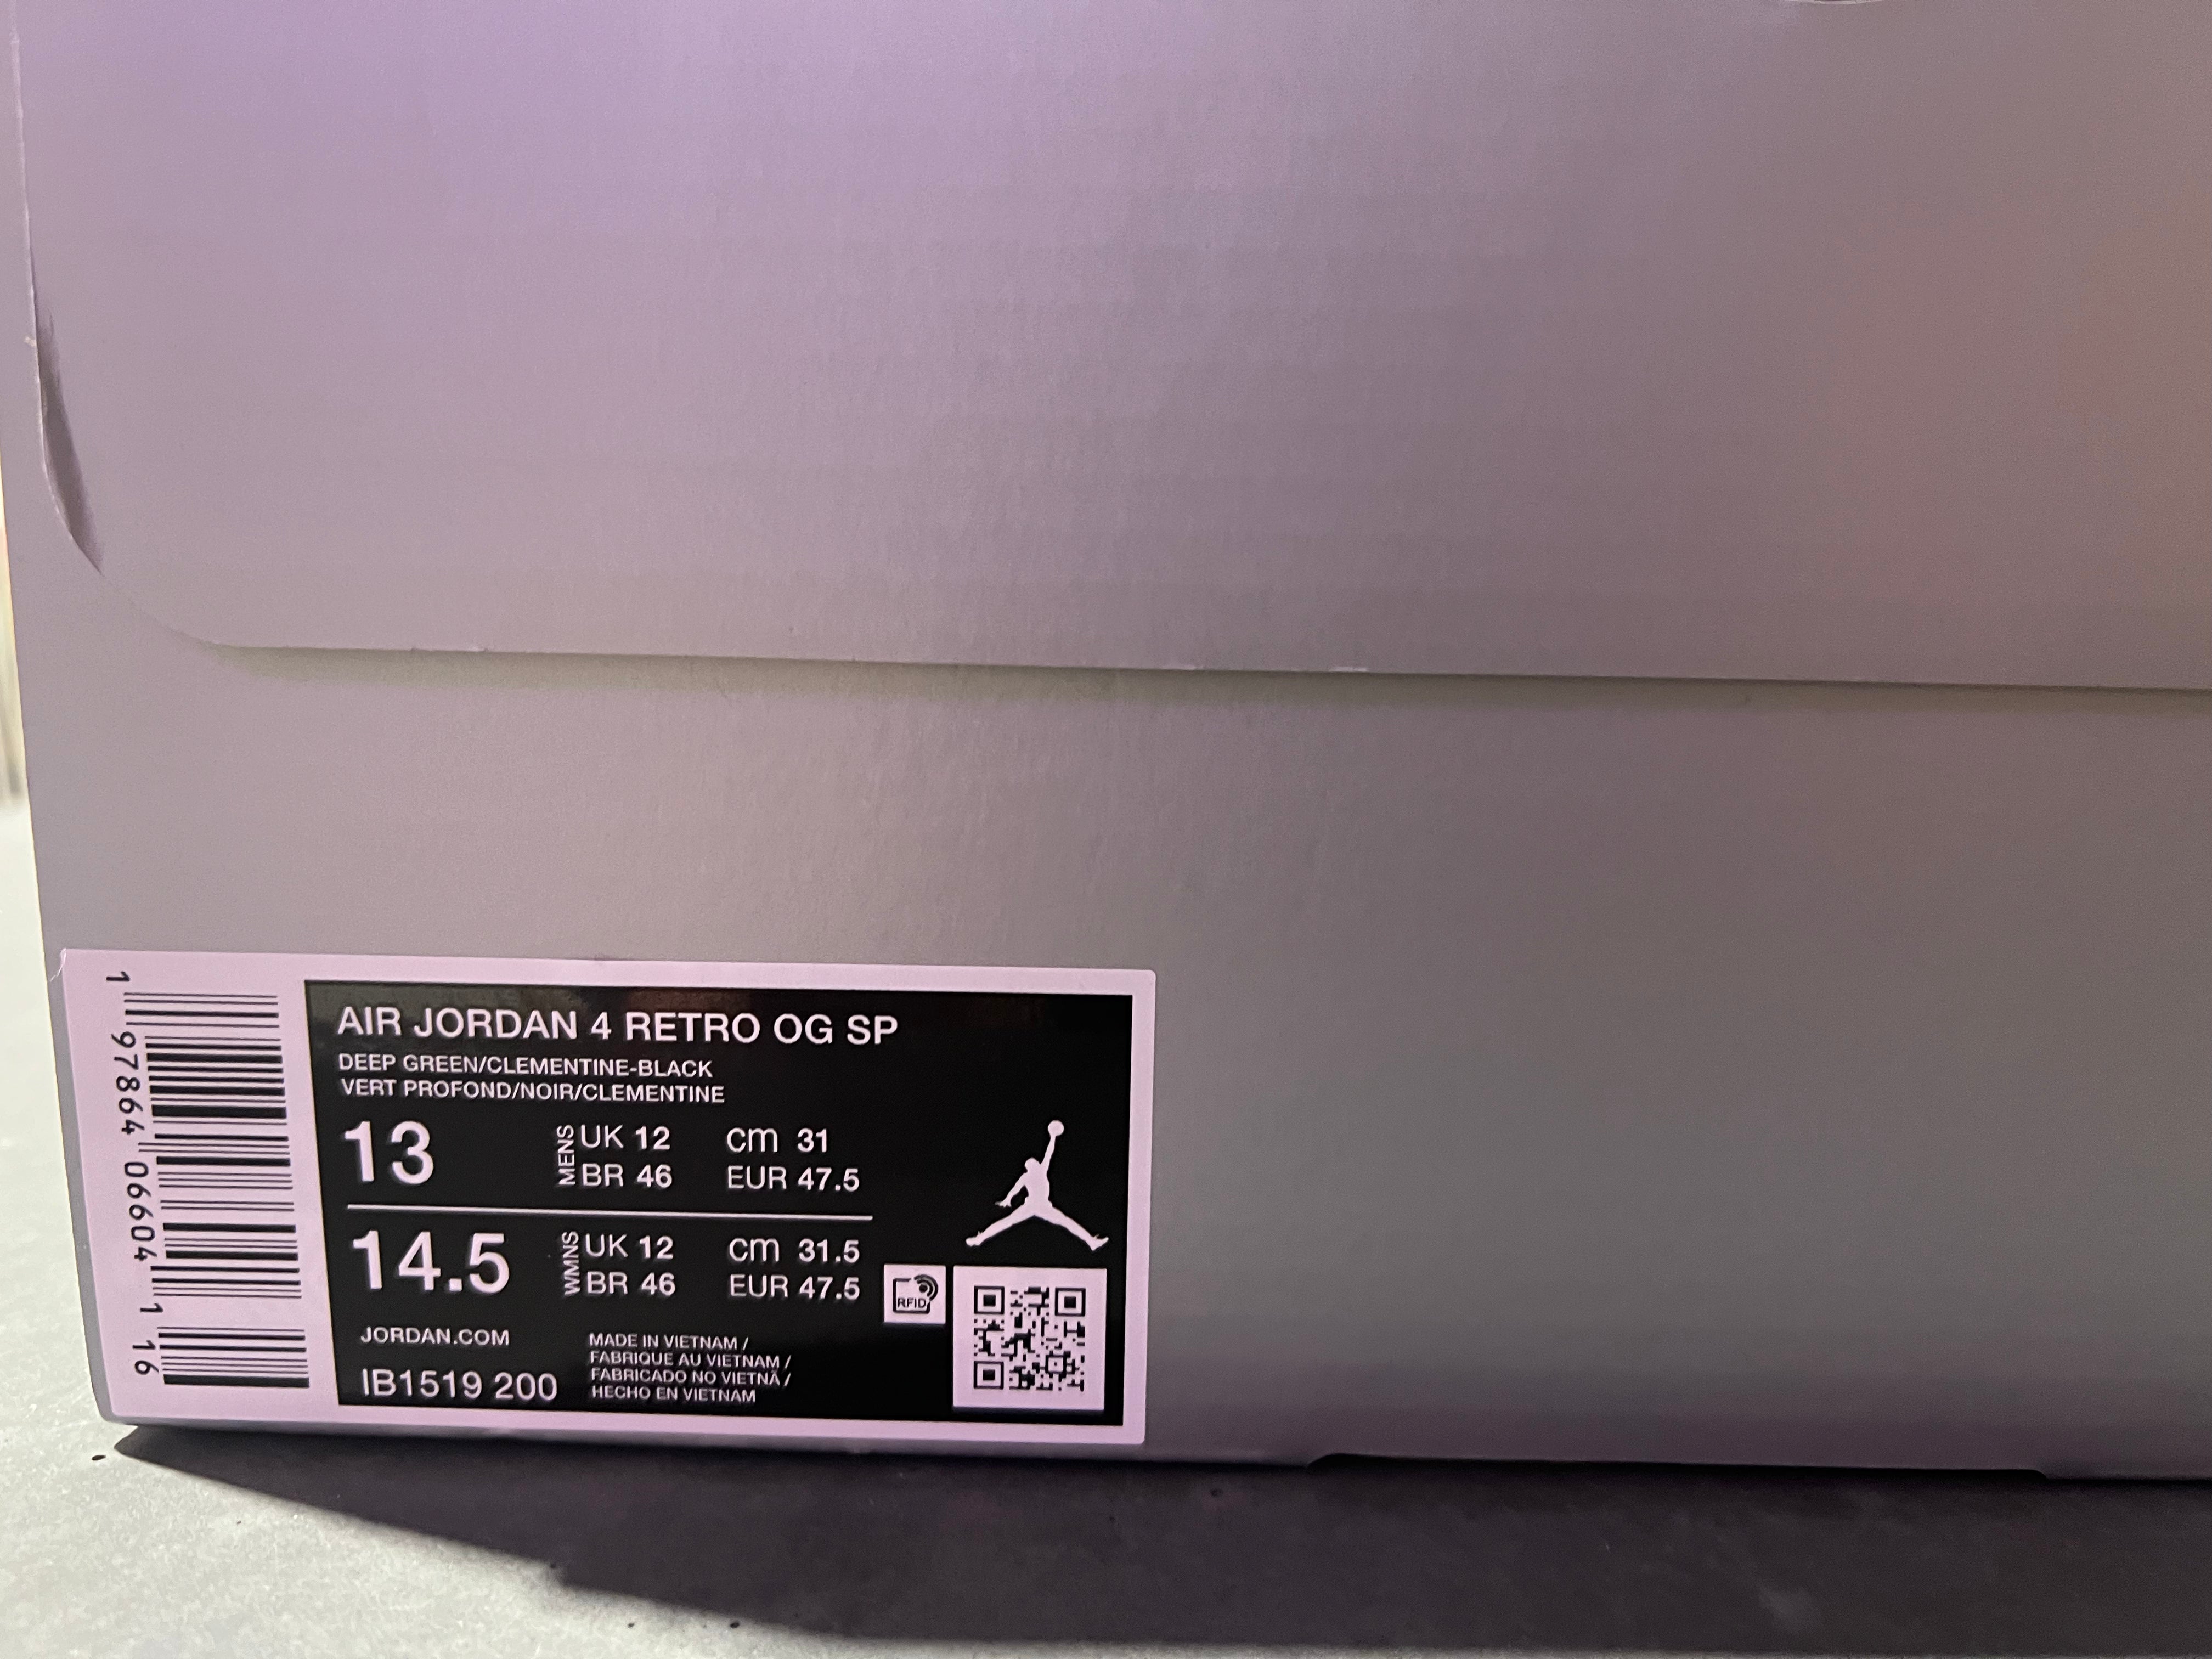 1 97864 06604 1 16
AIR JORDAN 4 RETRO OG SP
DEEP GREEN/CLEMENTINE-BLACK
VERT PROFOND/NOIR/CLEMENTINE
13 MENS UK 12 cm 31
BR 46 EUR 47.5
14.5 WMNS UK 12 cm 31.5
BR 46 EUR 47.5
RFID
JORDAN.COM
IB1519 200
MADE IN VIETNAM /
FABRIQUE AU VIETNAM /
FABRICADO NO VIETNÃ /
HECHO EN VIETNAM